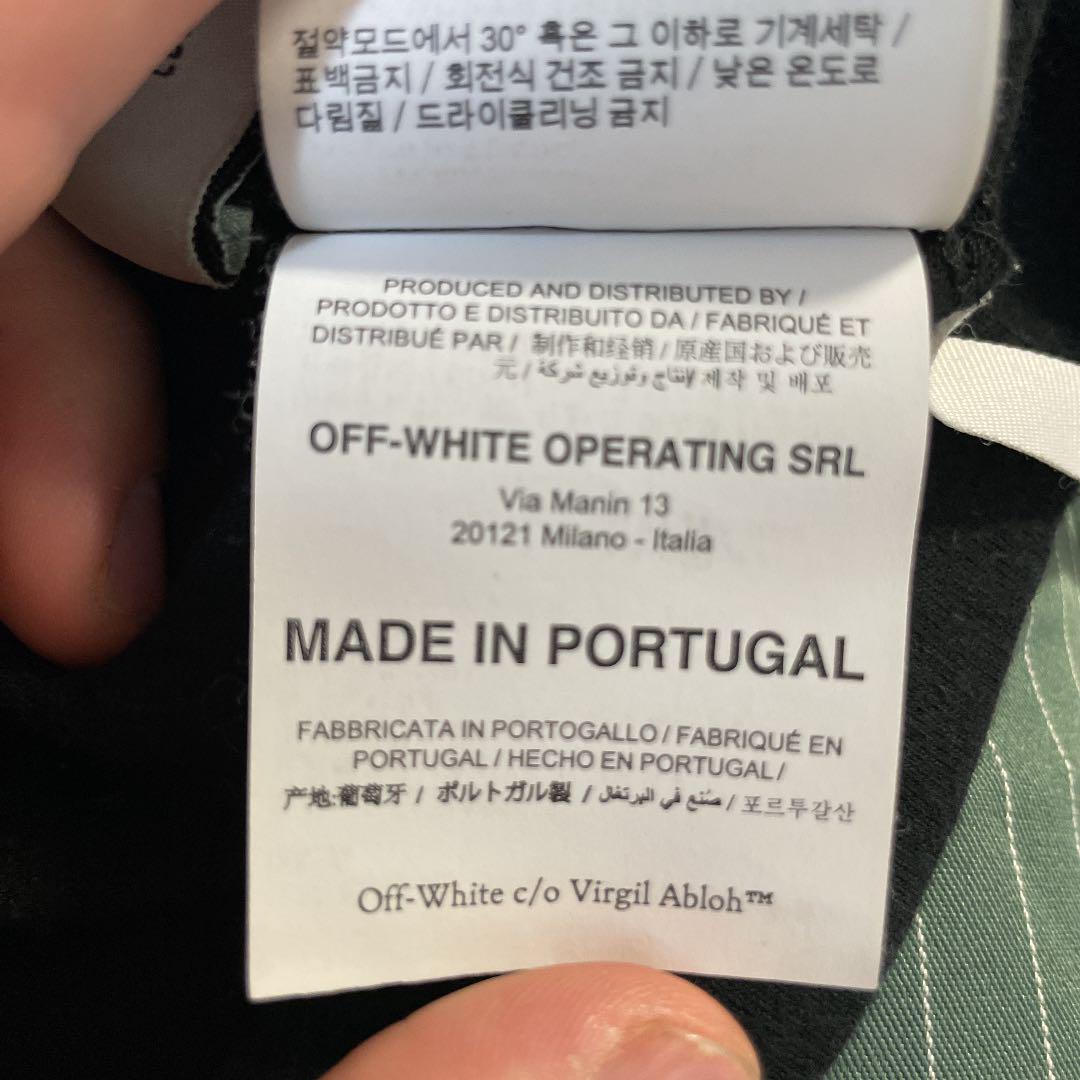 절약모드에서 30° 혹은 그 이하로 기계세탁 /
표백금지 / 회전식 건조 금지 / 낮은 온도로
다림질 / 드라이클리닝 금지
PRODUCED AND DISTRIBUTED BY /
PRODOTTO E DISTRIBUITO DA / FABRIQUÉ ET
DISTRIBUÉ PAR / 制作和经销 / 原産国および販売
元 / لإنتاج وتوزيع شركة / 제작 및 배포
OFF-WHITE OPERATING SRL
Via Manin 13
20121 Milano - Italia
MADE IN PORTUGAL
FABBRICATA IN PORTOGALLO / FABRIQUÉ EN
PORTUGAL / HECHO EN PORTUGAL /
产地:葡萄牙 / ポルトガル製 / صُنع في البرتغال / 포르투갈산
Off-White c/o Virgil Abloh™